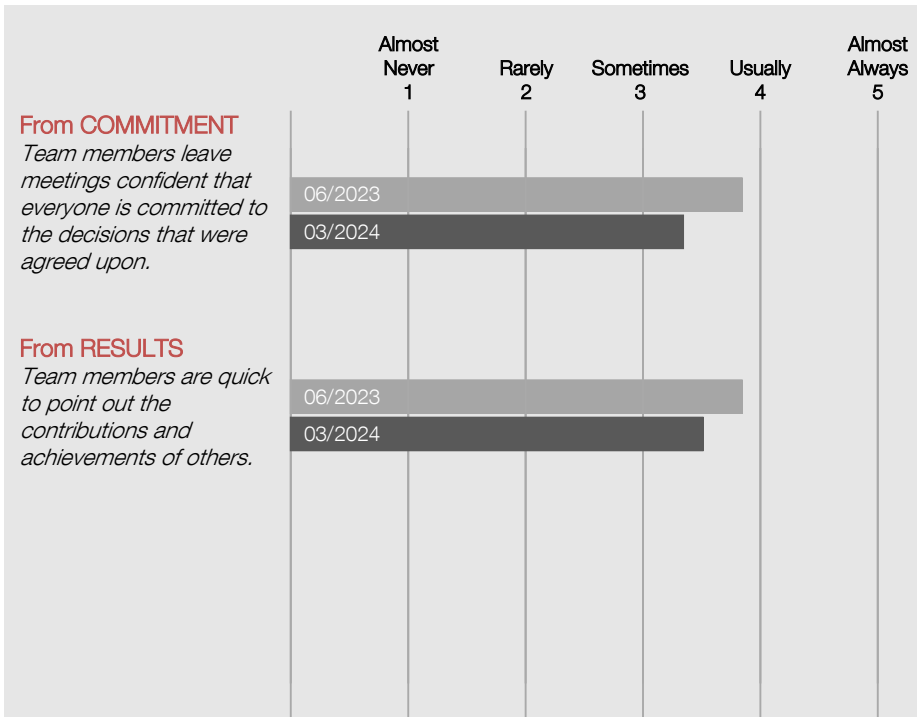 Almost
Never
1
Rarely
2
Sometimes
3
Usually
4
Almost
Always
5
From COMMITMENT
Team members leave
meetings confident that
everyone is committed to
the decisions that were
agreed upon.
06/2023
03/2024
From RESULTS
Team members are quick
to point out the
contributions and
achievements of others.
06/2023
03/2024